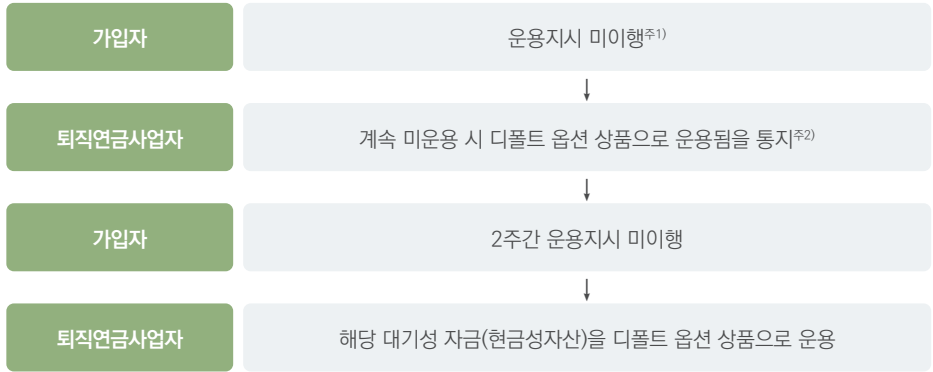 가입자
운용지시 미이행주1)
퇴직연금사업자
계속 미운용 시 디폴트 옵션 상품으로 운용됨을 통지주2)
가입자
2주간 운용지시 미이행
퇴직연금사업자
해당 대기성 자금(현금성자산)을 디폴트 옵션 상품으로 운용